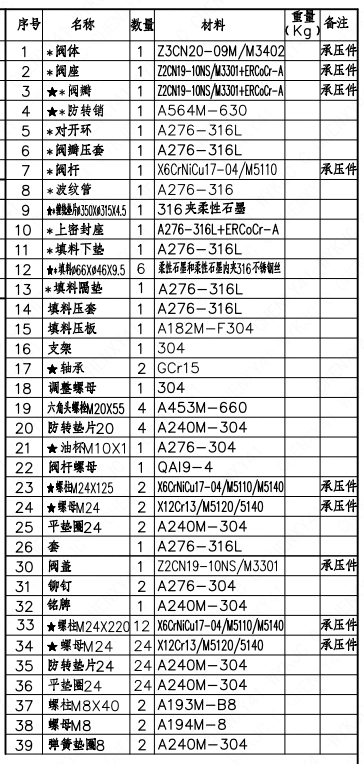 序号 名称 数量 材料 重量(Kg) 备注
1 *阀体 1 Z3CN20-09M/M3402 承压件
2 *阀座 1 Z2CN19-10NS/M3301+ERCoCr-A 承压件
3 ★*阀瓣 1 Z2CN19-10NS/M3301+ERCoCr-A 承压件
4 ★*防转销 1 A564M-630
5 *对开环 1 A276-316L
6 *阀瓣压套 1 A276-316L
7 *阀杆 1 X6CrNiCu17-04/M5110 承压件
8 *波纹管 1 A276-316
9 ★*缠绕垫片φ350Xφ315X4.5 1 316夹柔性石墨
10 *上密封座 1 A276-316L+ERCoCr-A
11 *填料下垫 1 A276-316L
12 ★*填料φ66Xφ46X9.5 6 柔性石墨和柔性石墨内夹316不锈钢丝
13 *填料隔垫 1 A276-316L
14 填料压套 1 A276-316L
15 填料压板 1 A182M-F304
16 支架 1 304
17 ★轴承 2 GCr15
18 调整螺母 1 304
19 六角头螺栓M20X55 4 A453M-660
20 防转垫片20 4 A240M-304
21 ★油杯M10X1 1 A276-304
22 阀杆螺母 1 QAl9-4
23 ★螺柱M24X125 2 X6CrNiCu17-04/M5110/M5140 承压件
24 ★螺母M24 2 X12Cr13/M5120/5140 承压件
25 平垫圈24 2 A240M-304
26 套 1 A276-316L
30 阀盖 1 Z2CN19-10NS/M3301 承压件
31 铆钉 2 A276-304
32 铭牌 1 A240M-304
33 ★螺柱M24X220 12 X6CrNiCu17-04/M5110/M5140 承压件
34 ★螺母M24 24 X12Cr13/M5120/5140 承压件
35 防转垫片24 24 A240M-304
36 平垫圈24 24 A240M-304
37 螺柱M8X40 2 A193M-B8
38 螺母M8 2 A194M-8
39 弹簧垫圈8 2 A240M-304